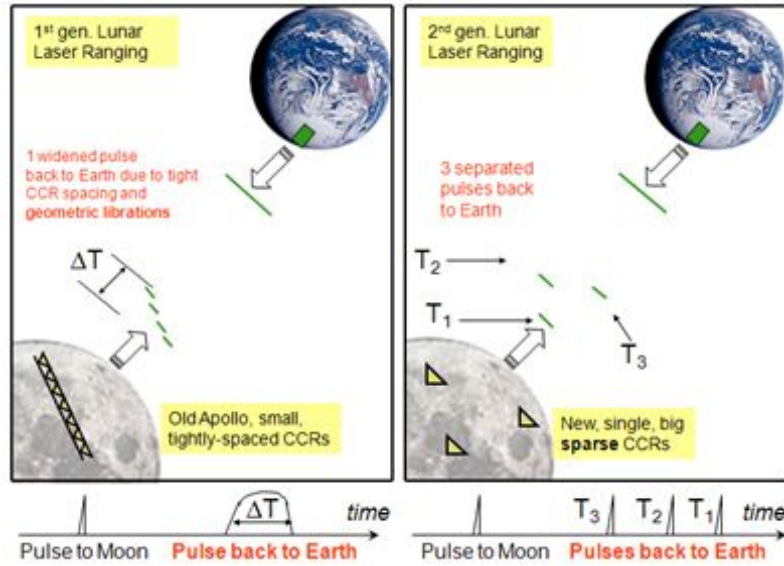 1st gen. Lunar
Laser Ranging
1 widened pulse
back to Earth due to tight
CCR spacing and
geometric librations
ΔT
Old Apollo, small,
tightly-spaced CCRs
ΔT
time
Pulse to Moon
Pulse back to Earth
2nd gen. Lunar
Laser Ranging
3 separated
pulses back
to Earth
T2
T1
T3
New, single, big
sparse CCRs
T3 T2 T1 time
Pulse to Moon
Pulses back to Earth